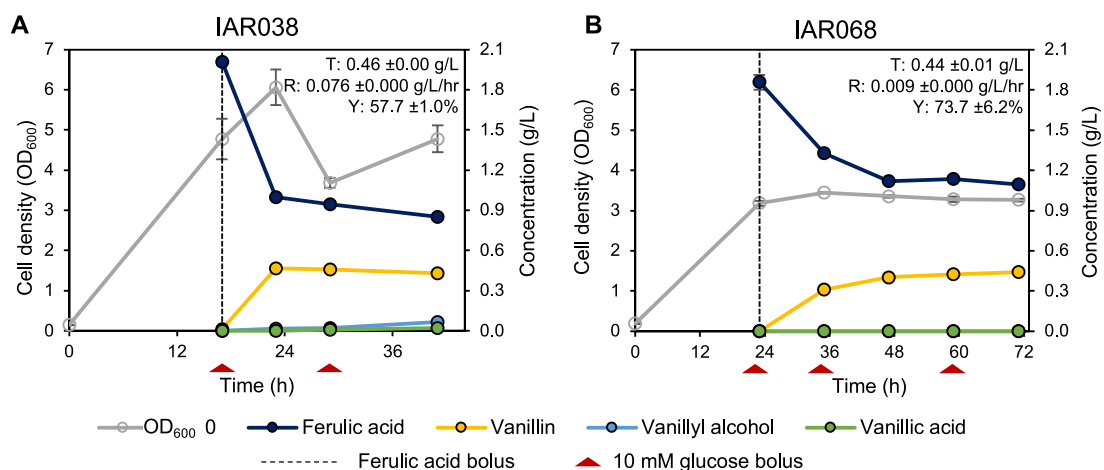 A
IAR038
Cell density (OD600)
7
6
5
4
3
2
1
0
T: 0.46 ±0.00 g/L
R: 0.076 ±0.000 g/L/hr
Y: 57.7 ±1.0%
2.1
1.8
1.5
1.2
0.9
0.6
0.3
0.0
Concentration (g/L)
0 12 24 36
Time (h)
B
IAR068
Cell density (OD600)
7
6
5
4
3
2
1
0
T: 0.44 ±0.01 g/L
R: 0.009 ±0.000 g/L/hr
Y: 73.7 ±6.2%
2.1
1.8
1.5
1.2
0.9
0.6
0.3
0.0
Concentration (g/L)
0 12 24 36 48 60 72
Time (h)
OD600 0 Ferulic acid Vanillin Vanillyl alcohol Vanillic acid
Ferulic acid bolus 10 mM glucose bolus